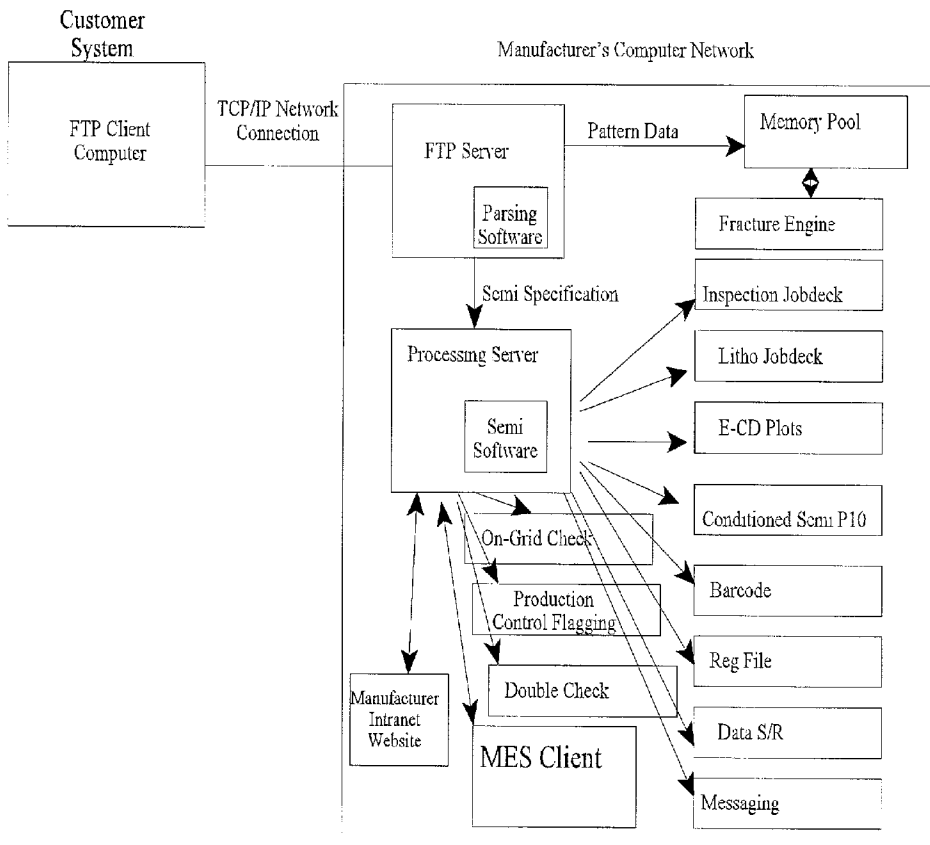 Customer
System
Manufacturer's Computer Network
FTP Client
Computer
TCP/IP Network
Connection
FTP Server
Parsing
Software
Pattern Data
Memory Pool
Fracture Engine
Semi Specification
Inspection Jobdeck
Processing Server
Litho Jobdeck
Semi
Software
E-CD Plots
Conditioned Semi P10
On-Grid Check
Barcode
Production
Control Flagging
Reg File
Double Check
Manufacturer
Intranet
Website
Data S/R
MES Client
Messaging